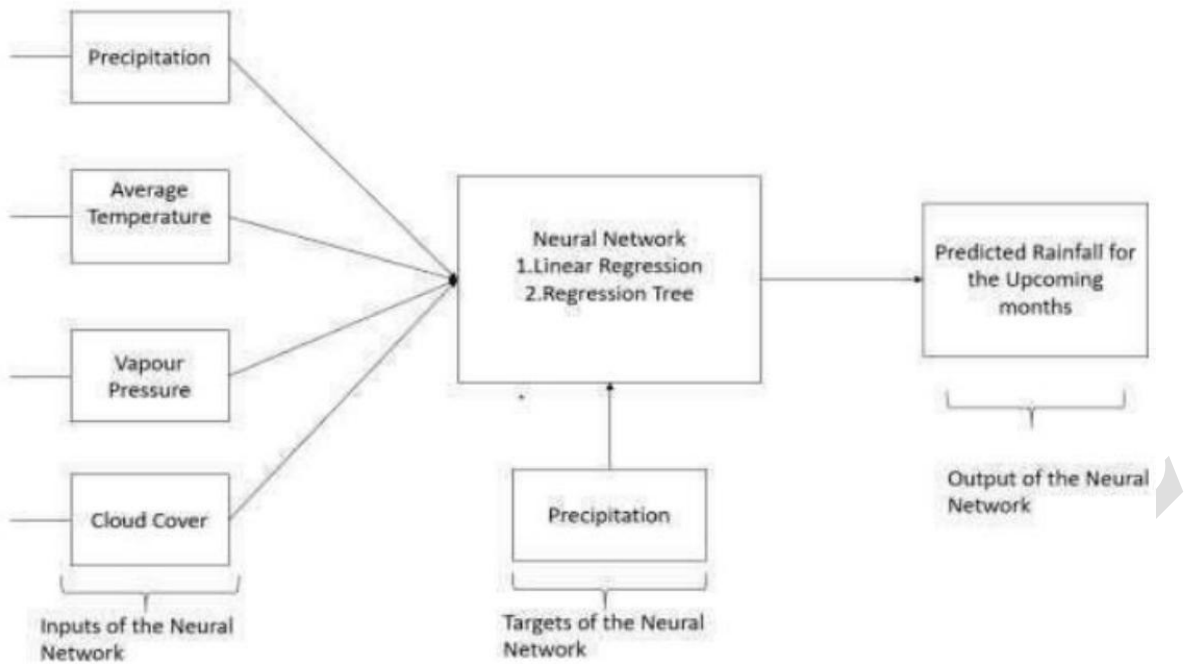 Precipitation
Average
Temperature
Vapour
Pressure
Cloud Cover
Inputs of the Neural
Network
Neural Network
1.Linear Regression
2.Regression Tree
Precipitation
Targets of the Neural
Network
Predicted Rainfall for
the Upcoming
months
Output of the Neural
Network